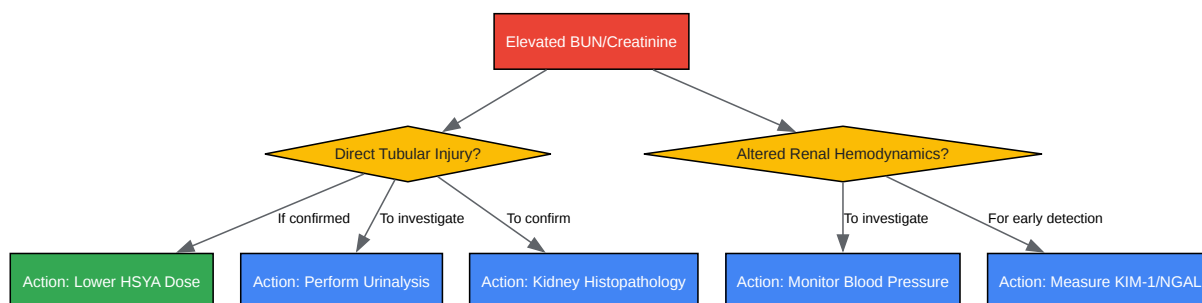 Elevated BUN/Creatinine
Direct Tubular Injury?
Altered Renal Hemodynamics?
If confirmed
To investigate
To confirm
To investigate
For early detection
Action: Lower HSYA Dose
Action: Perform Urinalysis
Action: Kidney Histopathology
Action: Monitor Blood Pressure
Action: Measure KIM-1/NGAL